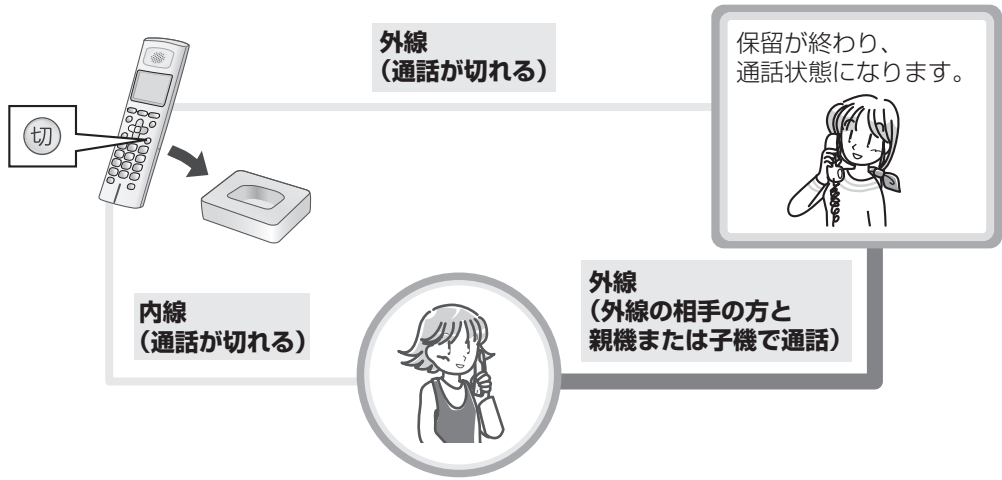 外線
（通話が切れる）
保留が終わり、
通話状態になります。
切
内線
（通話が切れる）
外線
（外線の相手の方と
親機または子機で通話）